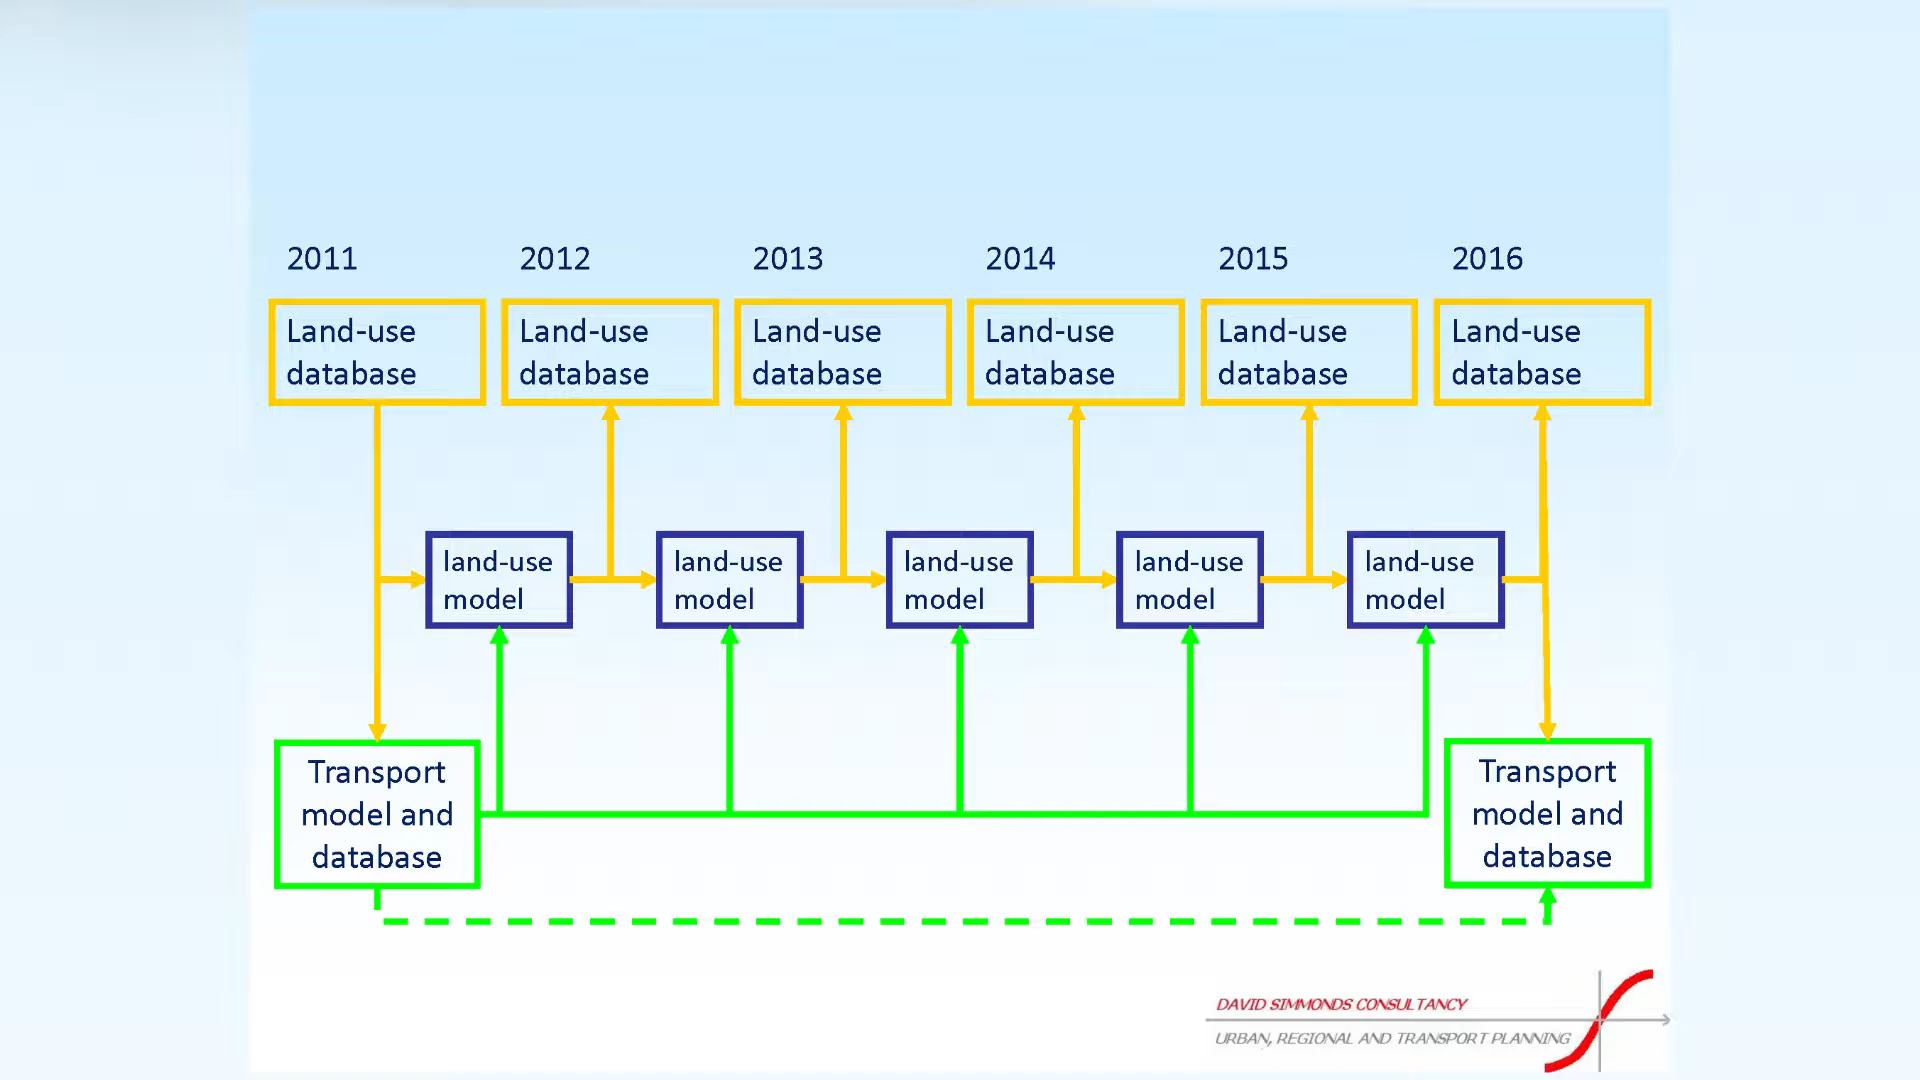 2011 2012 2013 2014 2015 2016
Land-use Land-use Land-use Land-use Land-use Land-use
database database database database database database
land-use land-use land-use land-use land-use
model model model model model
Transport Transport
model and model and
database database
DAVID SIMMONDS CONSULTANCY
URBAN, REGIONAL AND TRANSPORT PLANNING